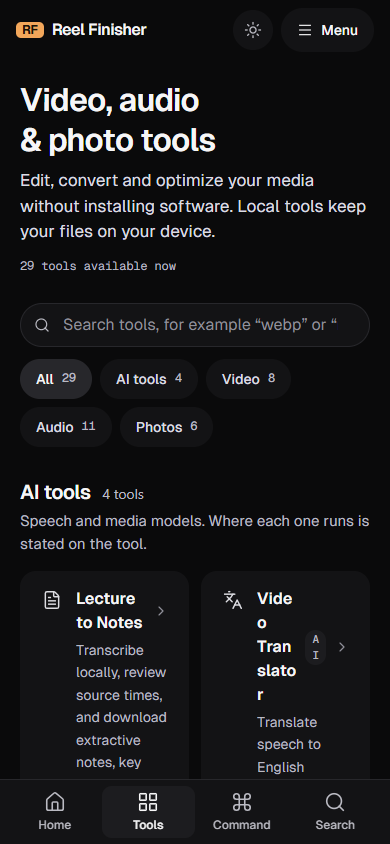 RF Reel Finisher
Menu
Video, audio
& photo tools
Edit, convert and optimize your media
without installing software. Local tools keep
your files on your device.
29 tools available now
Search tools, for example “webp” or “
All 29
AI tools 4
Video 8
Audio 11
Photos 6
AI tools 4 tools
Speech and media models. Where each one runs is
stated on the tool.
Lecture
to Notes
Transcribe
locally, review
source times,
and download
extractive
notes, key
Vide
o
Tran
slato
r
A
I
Translate
speech to
English
Home
Tools
Command
Search